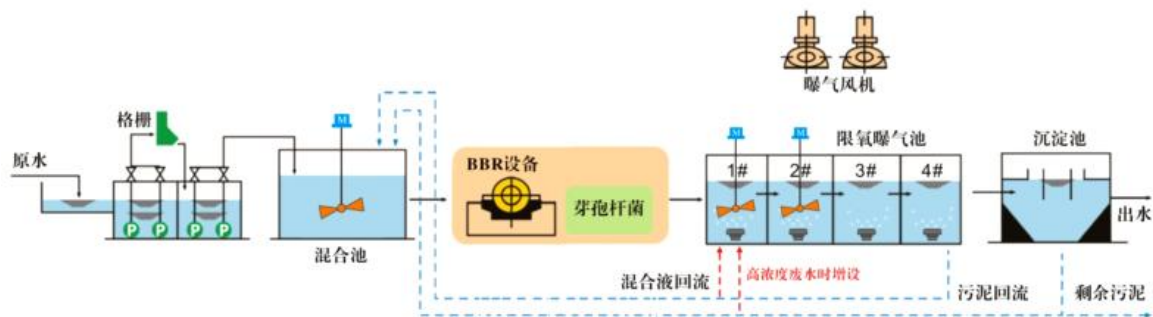 曝气风机
格栅
原水
M
BBR设备
芽孢杆菌
M
M
限氧曝气池
沉淀池
1#
2#
3#
4#
P
P
P
P
混合池
出水
混合液回流
高浓度废水时增设
污泥回流
剩余污泥